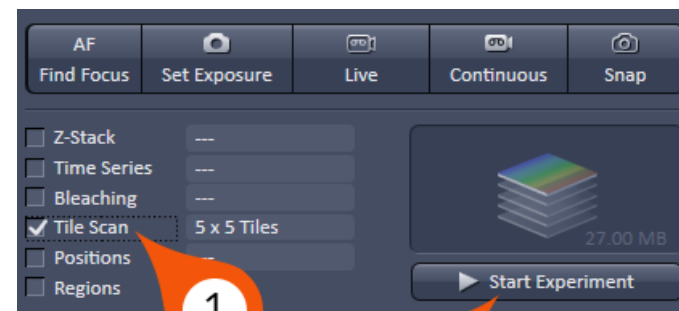 AF
Find Focus
Set Exposure
Live
Continuous
Snap
Z-Stack ---
Time Series ---
Bleaching ---
Tile Scan 5 x 5 Tiles
27.00 MB
Positions ---
Start Experiment
Regions
1